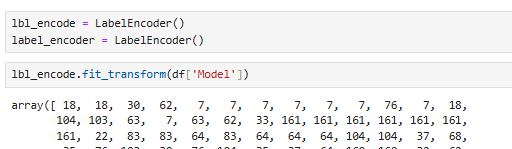 lbl_encode = LabelEncoder()
label_encoder = LabelEncoder()
lbl_encode.fit_transform(df['Model'])
array([ 18, 18, 30, 62, 7, 7, 7, 7, 7, 7, 76, 7, 18,
104, 103, 63, 7, 63, 62, 33, 161, 161, 161, 161, 161, 161,
161, 22, 83, 83, 64, 83, 64, 64, 64, 104, 104, 37, 68,